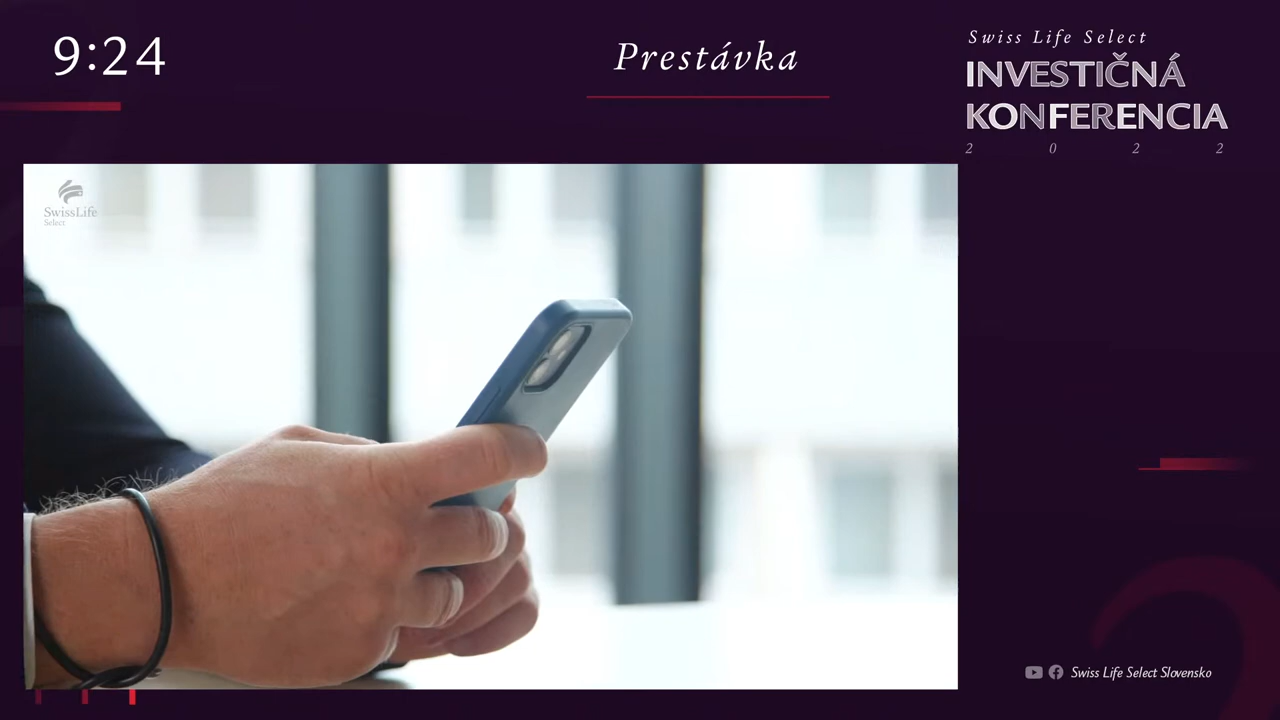 9:24
Prestávka
Swiss Life Select
INVESTIČNÁ
KONFERENCIA
2 0 2 2
SwissLife
Select
Swiss Life Select Slovensko